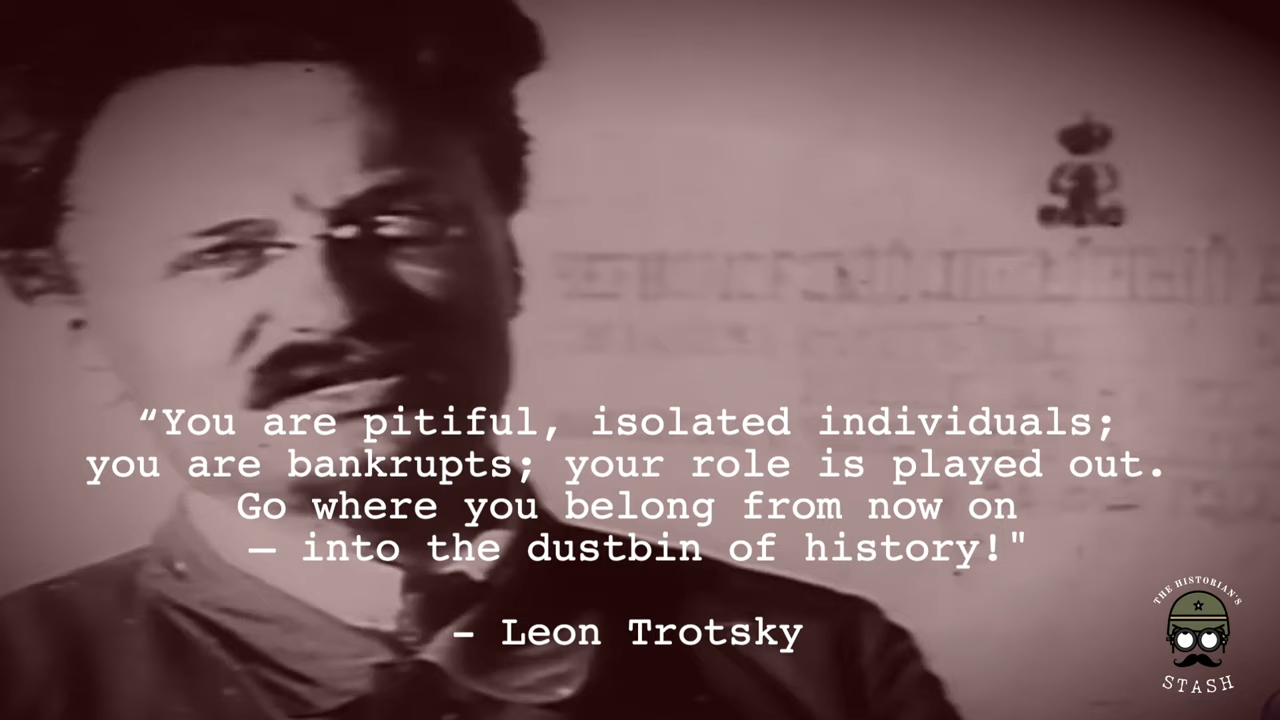 “You are pitiful, isolated individuals;
you are bankrupts; your role is played out.
Go where you belong from now on
– into the dustbin of history!"
- Leon Trotsky
THE HISTORIAN'S
STASH